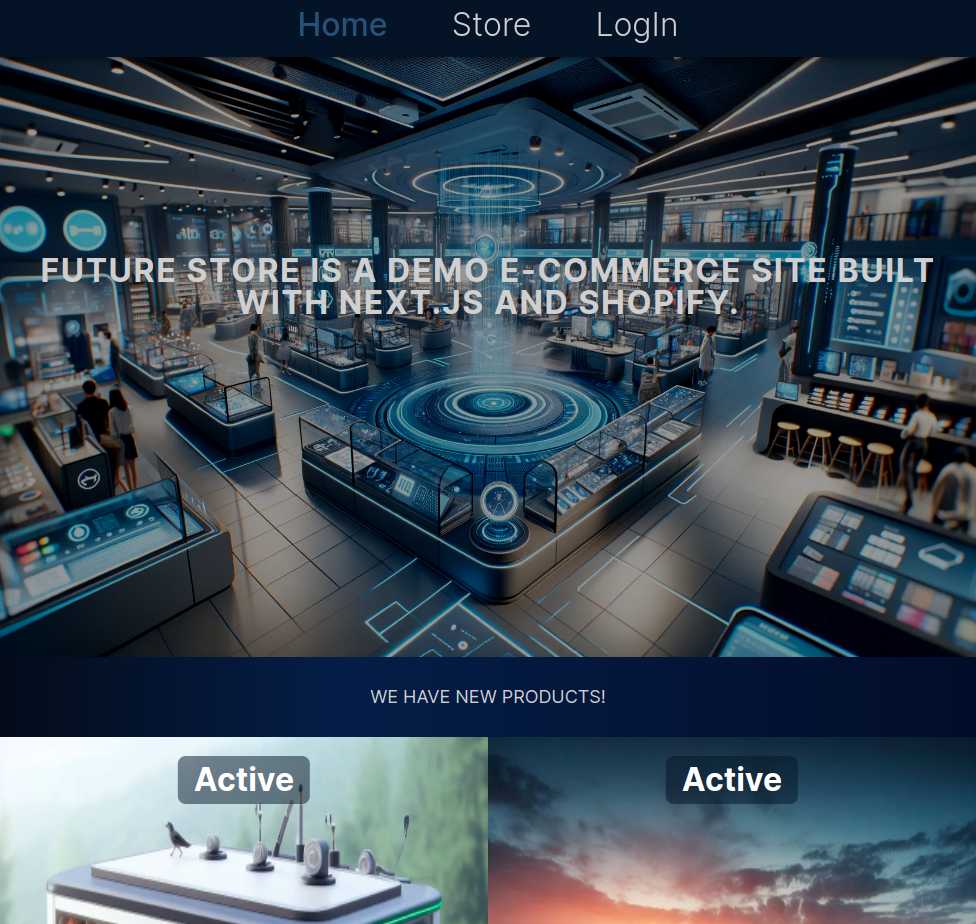 Home Store LogIn
FUTURE STORE IS A DEMO E-COMMERCE SITE BUILT
WITH NEXT.JS AND SHOPIFY.
WE HAVE NEW PRODUCTS!
Active Active